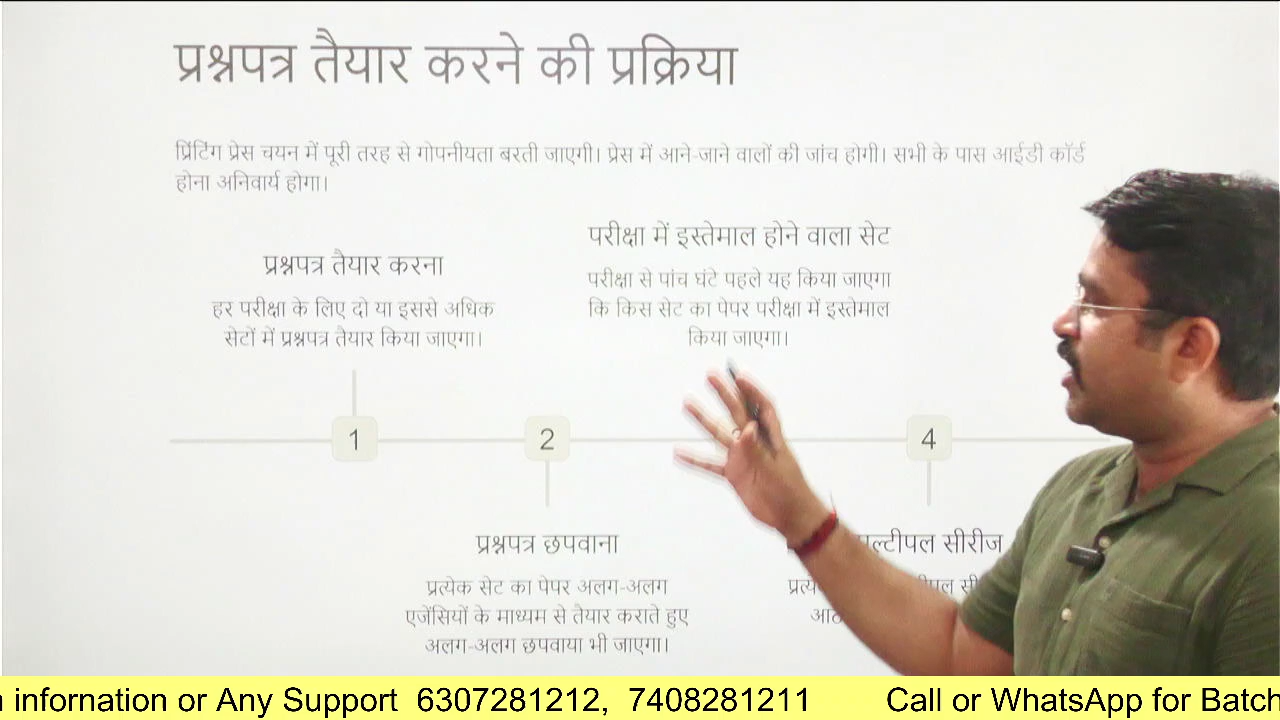 प्रश्नपत्र तैयार करने की प्रक्रिया
प्रिंटिंग प्रेस चयन में पूरी तरह से गोपनीयता बरती जाएगी। प्रेस में आने-जाने वालों की जांच होगी। सभी के पास आईडी कॉर्ड
होना अनिवार्य होगा।
प्रश्नपत्र तैयार करना
हर परीक्षा के लिए दो या इससे अधिक
सेटों में प्रश्नपत्र तैयार किया जाएगा।
परीक्षा में इस्तेमाल होने वाला सेट
परीक्षा से पांच घंटे पहले यह किया जाएगा
कि किस सेट का पेपर परीक्षा में इस्तेमाल
किया जाएगा।
1
2
4
प्रश्नपत्र छपवाना
प्रत्येक सेट का पेपर अलग-अलग
एजेंसियों के माध्यम से तैयार कराते हुए
अलग-अलग छपवाया भी जाएगा।
सीरीज
infornation or Any Support 6307281212, 7408281211 Call or WhatsApp for Batch